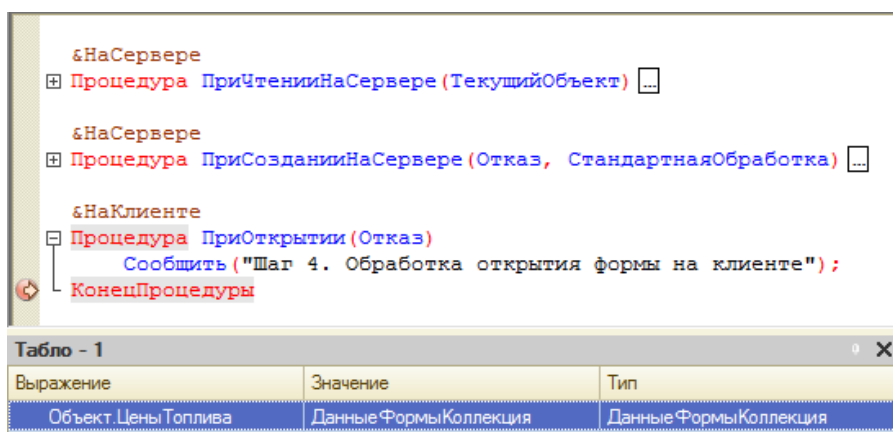 &НаСервере
Процедура ПриЧтенииНаСервере(ТекущийОбъект) ...
&НаСервере
Процедура ПриСозданииНаСервере(Отказ, СтандартнаяОбработка) ...
&НаКлиенте
Процедура ПриОткрытии(Отказ)
Сообщить("Шаг 4. Обработка открытия формы на клиенте");
КонецПроцедуры
Табло - 1
Выражение Значение Тип
Объект.ЦеныТоплива ДанныеФормыКоллекция ДанныеФормыКоллекция